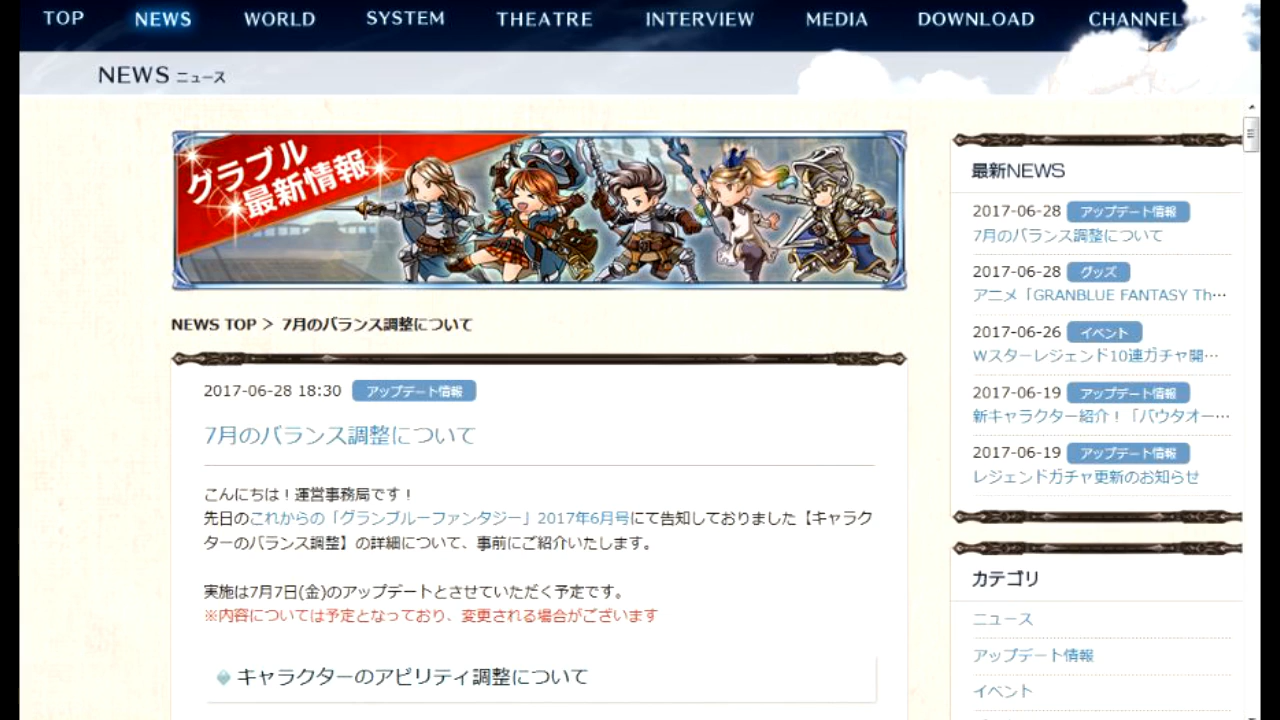 TOP NEWS WORLD SYSTEM THEATRE INTERVIEW MEDIA DOWNLOAD CHANNEL
NEWS ニュース
グラブル
最新情報
NEWS TOP > 7月のバランス調整について
2017-06-28 18:30 アップデート情報
7月のバランス調整について
こんにちは！運営事務局です！
先日のこれからの「グランブルーファンタジー」2017年6月号にて告知しておりました【キャラク
ターのバランス調整】の詳細について、事前にご紹介いたします。
実施は7月7日(金)のアップデートとさせていただく予定です。
※内容については予定となっており、変更される場合がございます
キャラクターのアビリティ調整について
最新NEWS
2017-06-28 アップデート情報
7月のバランス調整について
2017-06-28 グッズ
アニメ「GRANBLUE FANTASY Th…
2017-06-26 イベント
Wスターレジェンド10連ガチャ開…
2017-06-19 アップデート情報
新キャラクター紹介！「バウタオー…
2017-06-19 アップデート情報
レジェンドガチャ更新のお知らせ
カテゴリ
ニュース
アップデート情報
イベント